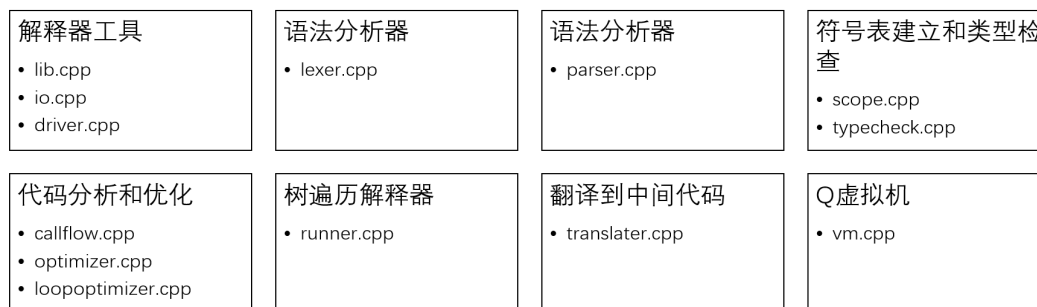 解释器工具
• lib.cpp
• io.cpp
• driver.cpp
语法分析器
• lexer.cpp
语法分析器
• parser.cpp
符号表建立和类型检
查
• scope.cpp
• typecheck.cpp
代码分析和优化
• callflow.cpp
• optimizer.cpp
• loopoptimizer.cpp
树遍历解释器
• runner.cpp
翻译到中间代码
• translater.cpp
Q虚拟机
• vm.cpp